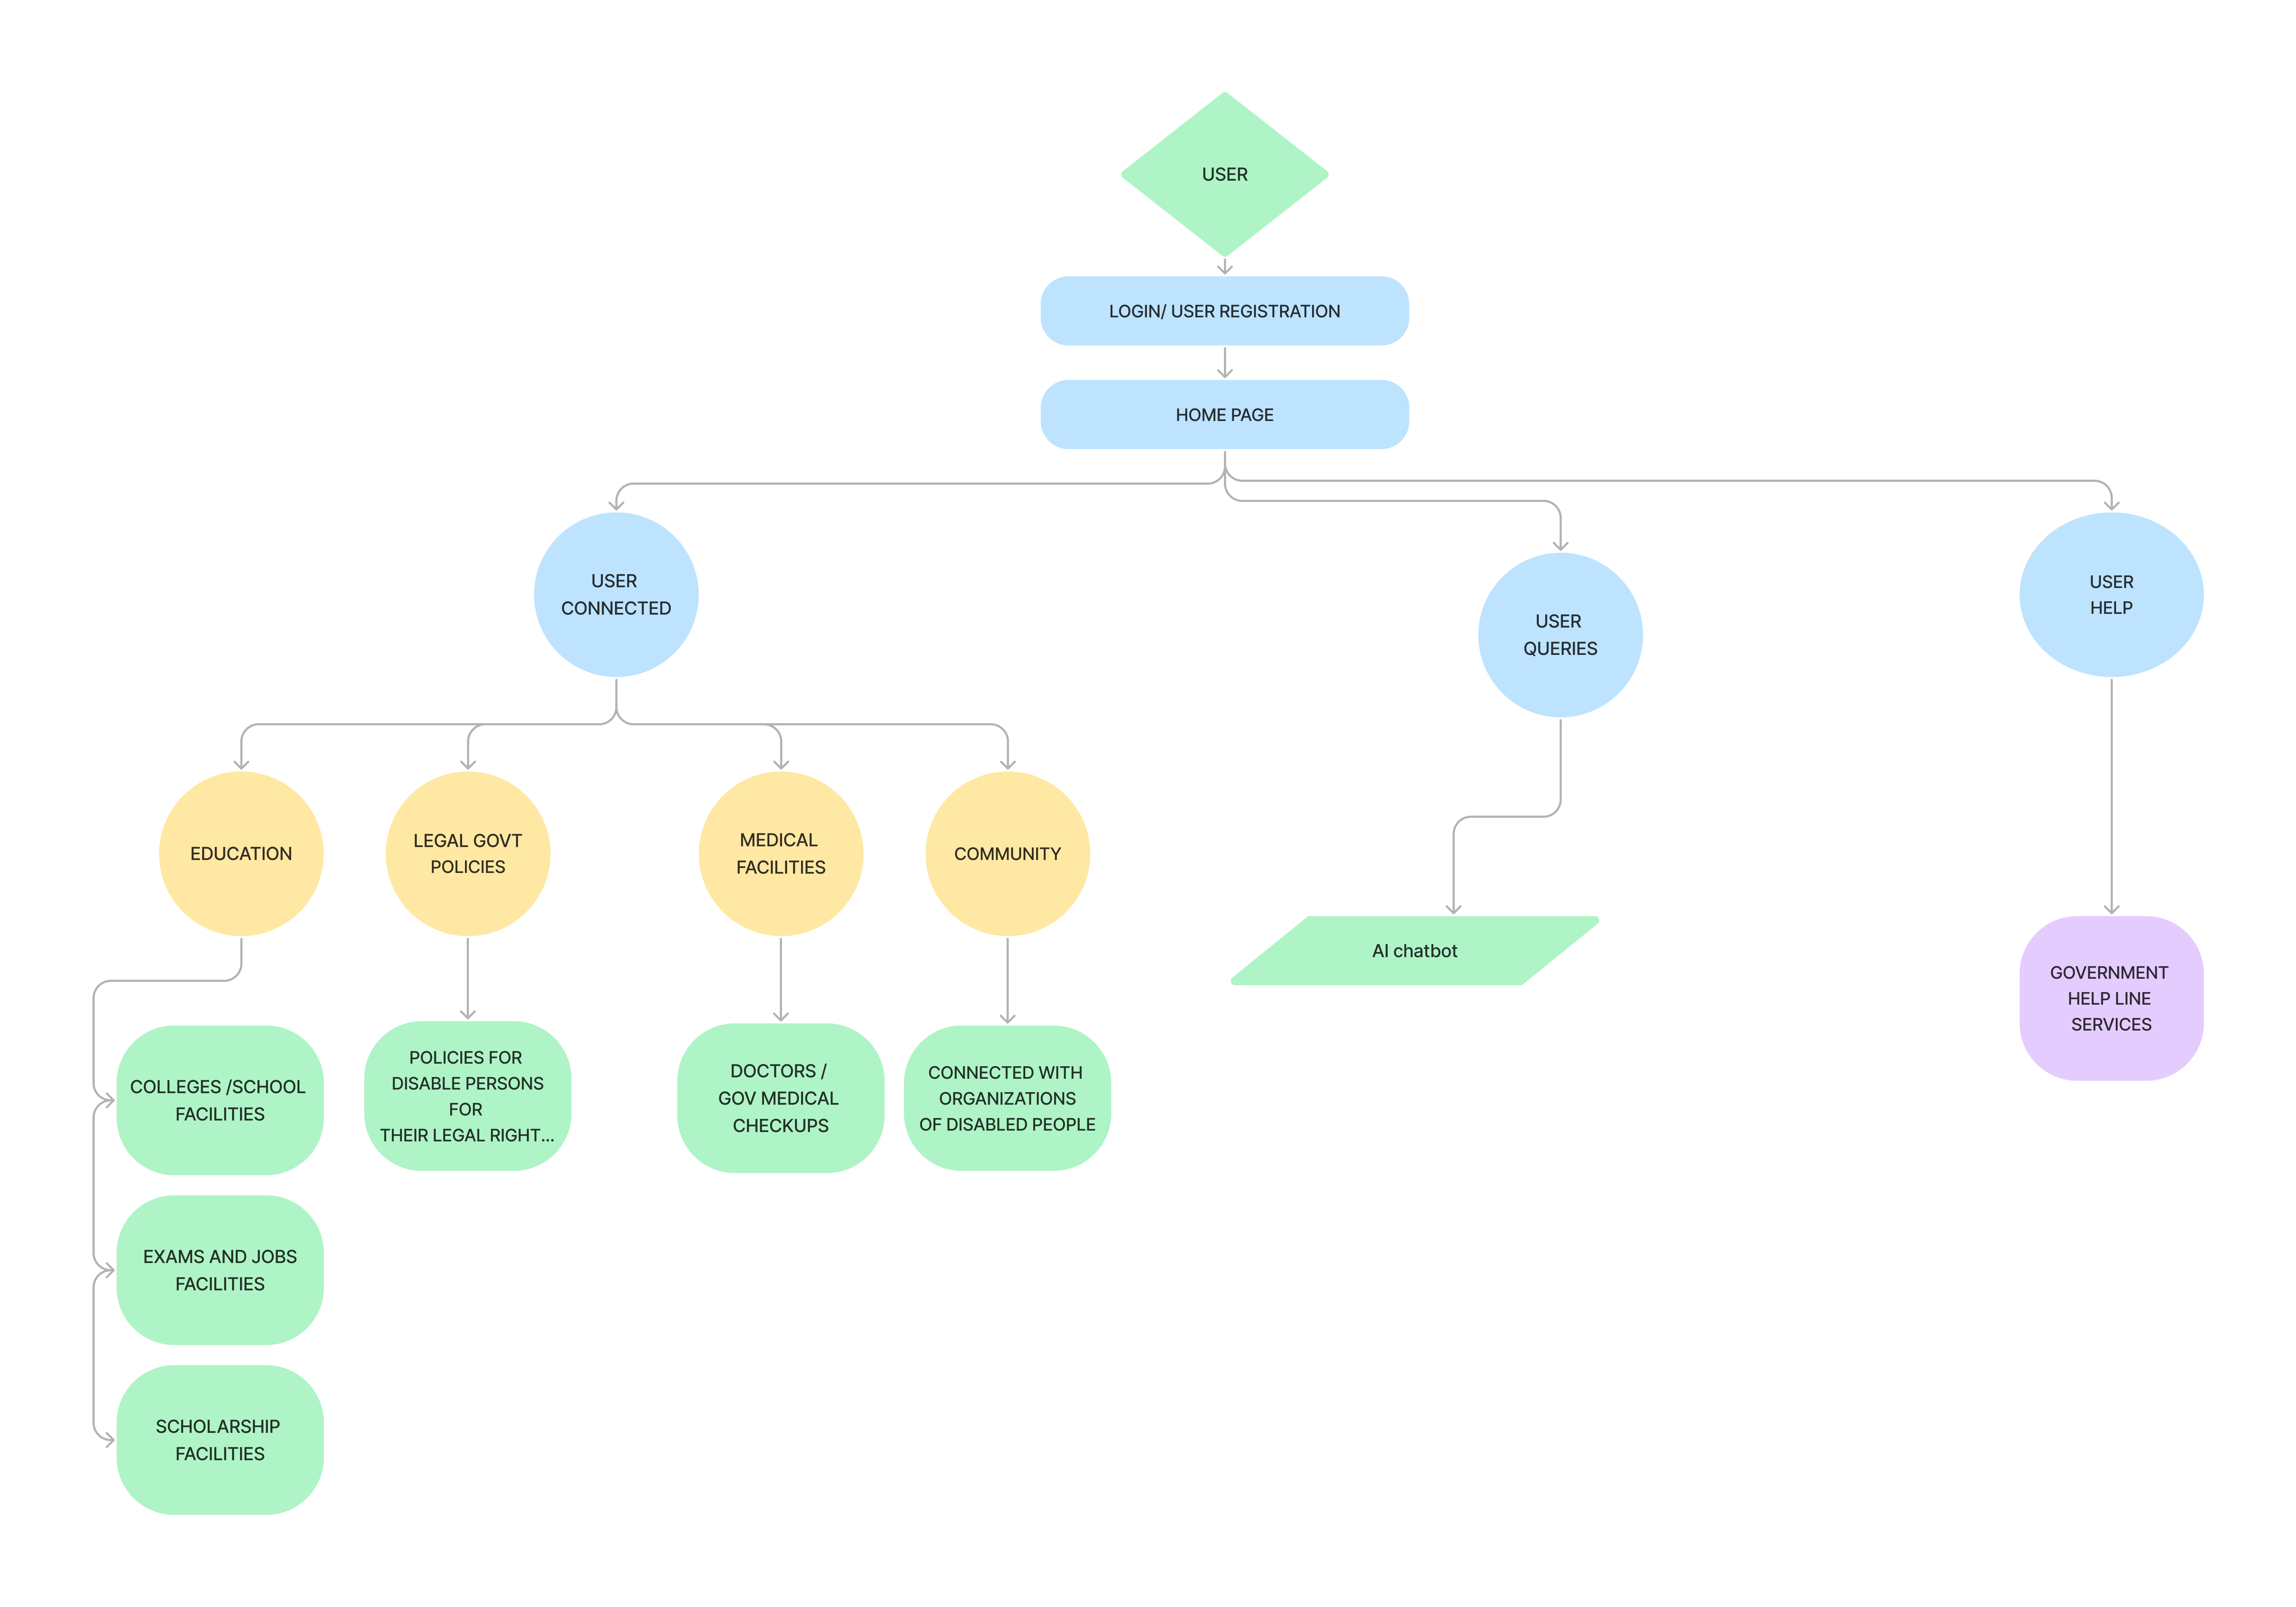 USER
LOGIN/ USER REGISTRATION
HOME PAGE
USER
CONNECTED
USER
QUERIES
USER
HELP
EDUCATION
LEGAL GOVT
POLICIES
MEDICAL
FACILITIES
COMMUNITY
AI chatbot
GOVERNMENT
HELP LINE
SERVICES
COLLEGES /SCHOOL
FACILITIES
POLICIES FOR
DISABLE PERSONS
FOR
THEIR LEGAL RIGHT...
DOCTORS /
GOV MEDICAL
CHECKUPS
CONNECTED WITH
ORGANIZATIONS
OF DISABLED PEOPLE
EXAMS AND JOBS
FACILITIES
SCHOLARSHIP
FACILITIES